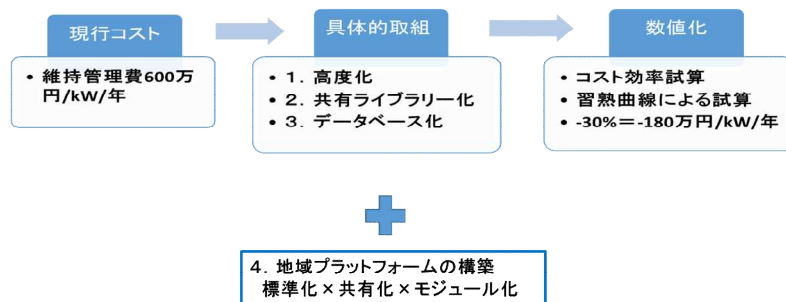 現行コスト
• 維持管理費600万
円/kW/年
具体的取組
• 1. 高度化
• 2. 共有ライブラリー化
• 3. データベース化
数値化
• コスト効率試算
• 習熟曲線による試算
• -30%＝-180万円/kW/年
4. 地域プラットフォームの構築
標準化×共有化×モジュール化